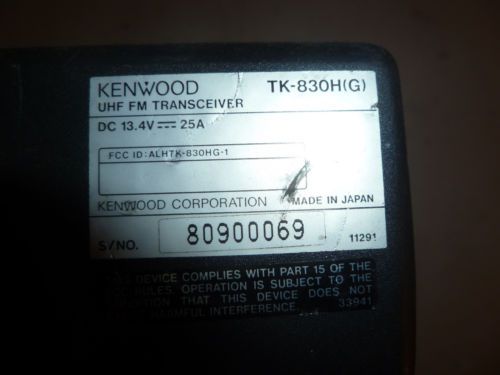 KENWOOD TK-830H(G)
UHF FM TRANSCEIVER
DC 13.4V⎓ 25A
FCC ID: ALHTK-830HG-1
KENWOOD CORPORATION MADE IN JAPAN
S/NO. 80900069 11291
DEVICE COMPLIES WITH PART 15 OF THE
RULES. OPERATION IS SUBJECT TO THE
THAT THIS DEVICE DOES NOT
HARMFUL INTERFERENCE. 33941